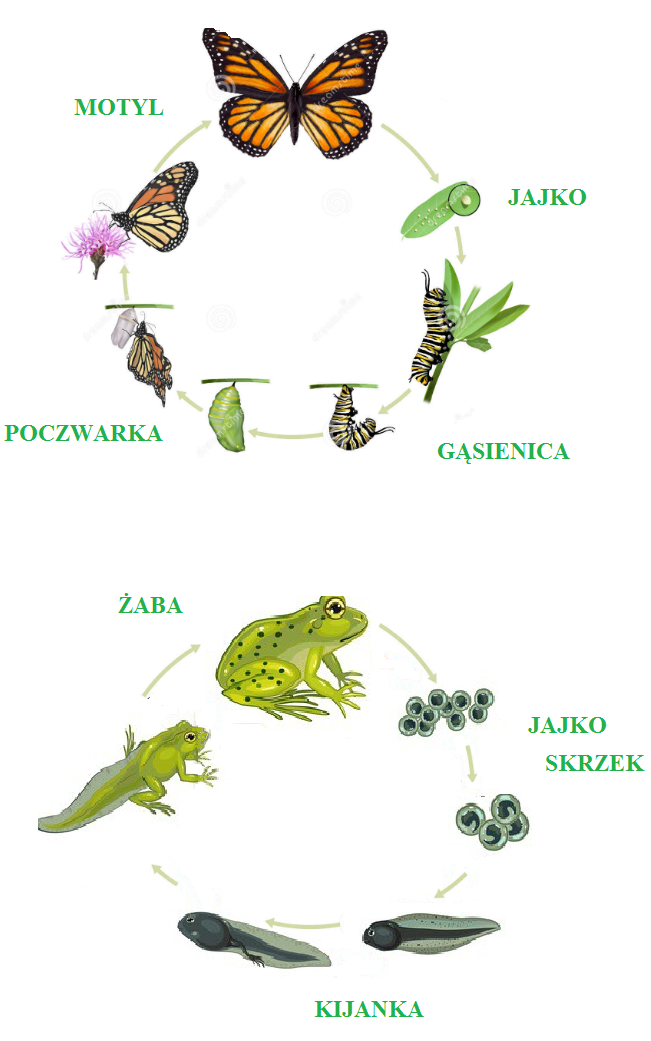 MOTYL
JAJKO
POCZWARKA
GĄSIENICA
ŻABA
JAJKO
SKRZEK
KIJANKA